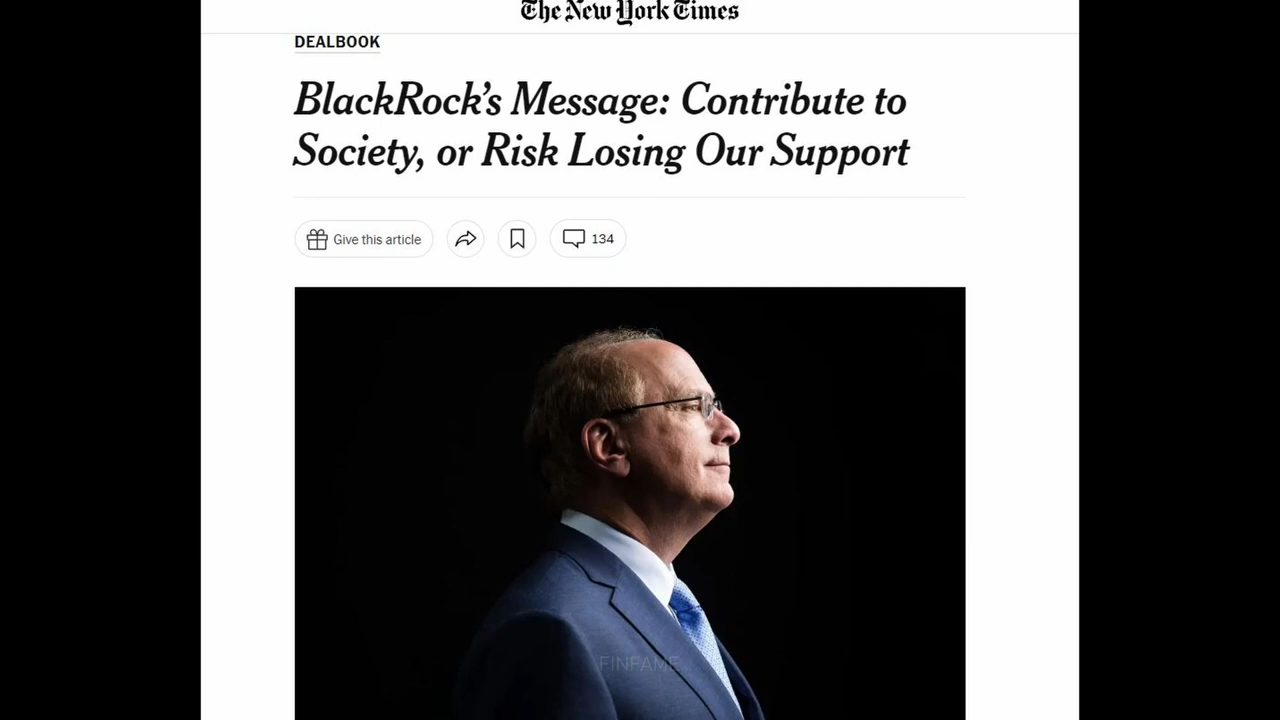 The New York Times
DEALBOOK
BlackRock’s Message: Contribute to
Society, or Risk Losing Our Support
Give this article
134
FINFAME